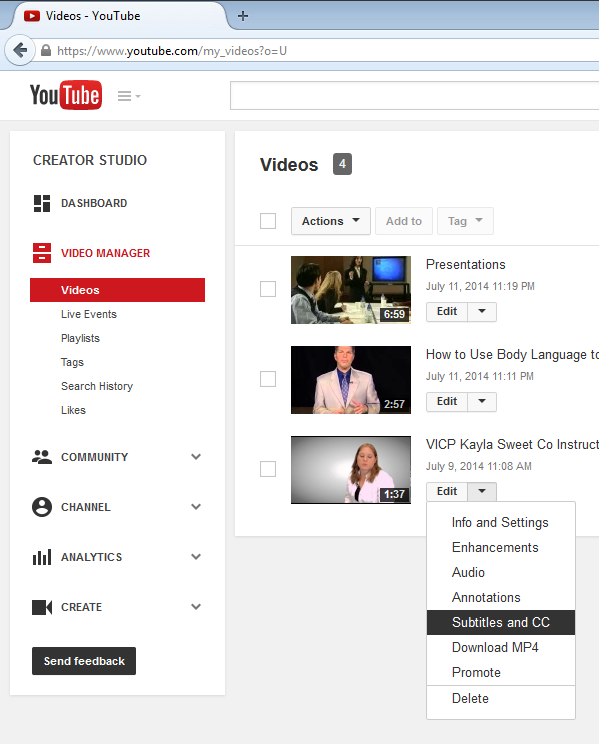 Videos - YouTube
https://www.youtube.com/my_videos?o=U
YouTube
CREATOR STUDIO
DASHBOARD
VIDEO MANAGER
Videos
Live Events
Playlists
Tags
Search History
Likes
COMMUNITY
CHANNEL
ANALYTICS
CREATE
Send feedback
Videos 4
Actions Add to Tag
6:59
Presentations
July 11, 2014 11:19 PM
Edit
2:57
How to Use Body Language to
July 11, 2014 11:11 PM
Edit
1:37
VICP Kayla Sweet Co Instruct
July 9, 2014 11:08 AM
Edit
Info and Settings
Enhancements
Audio
Annotations
Subtitles and CC
Download MP4
Promote
Delete